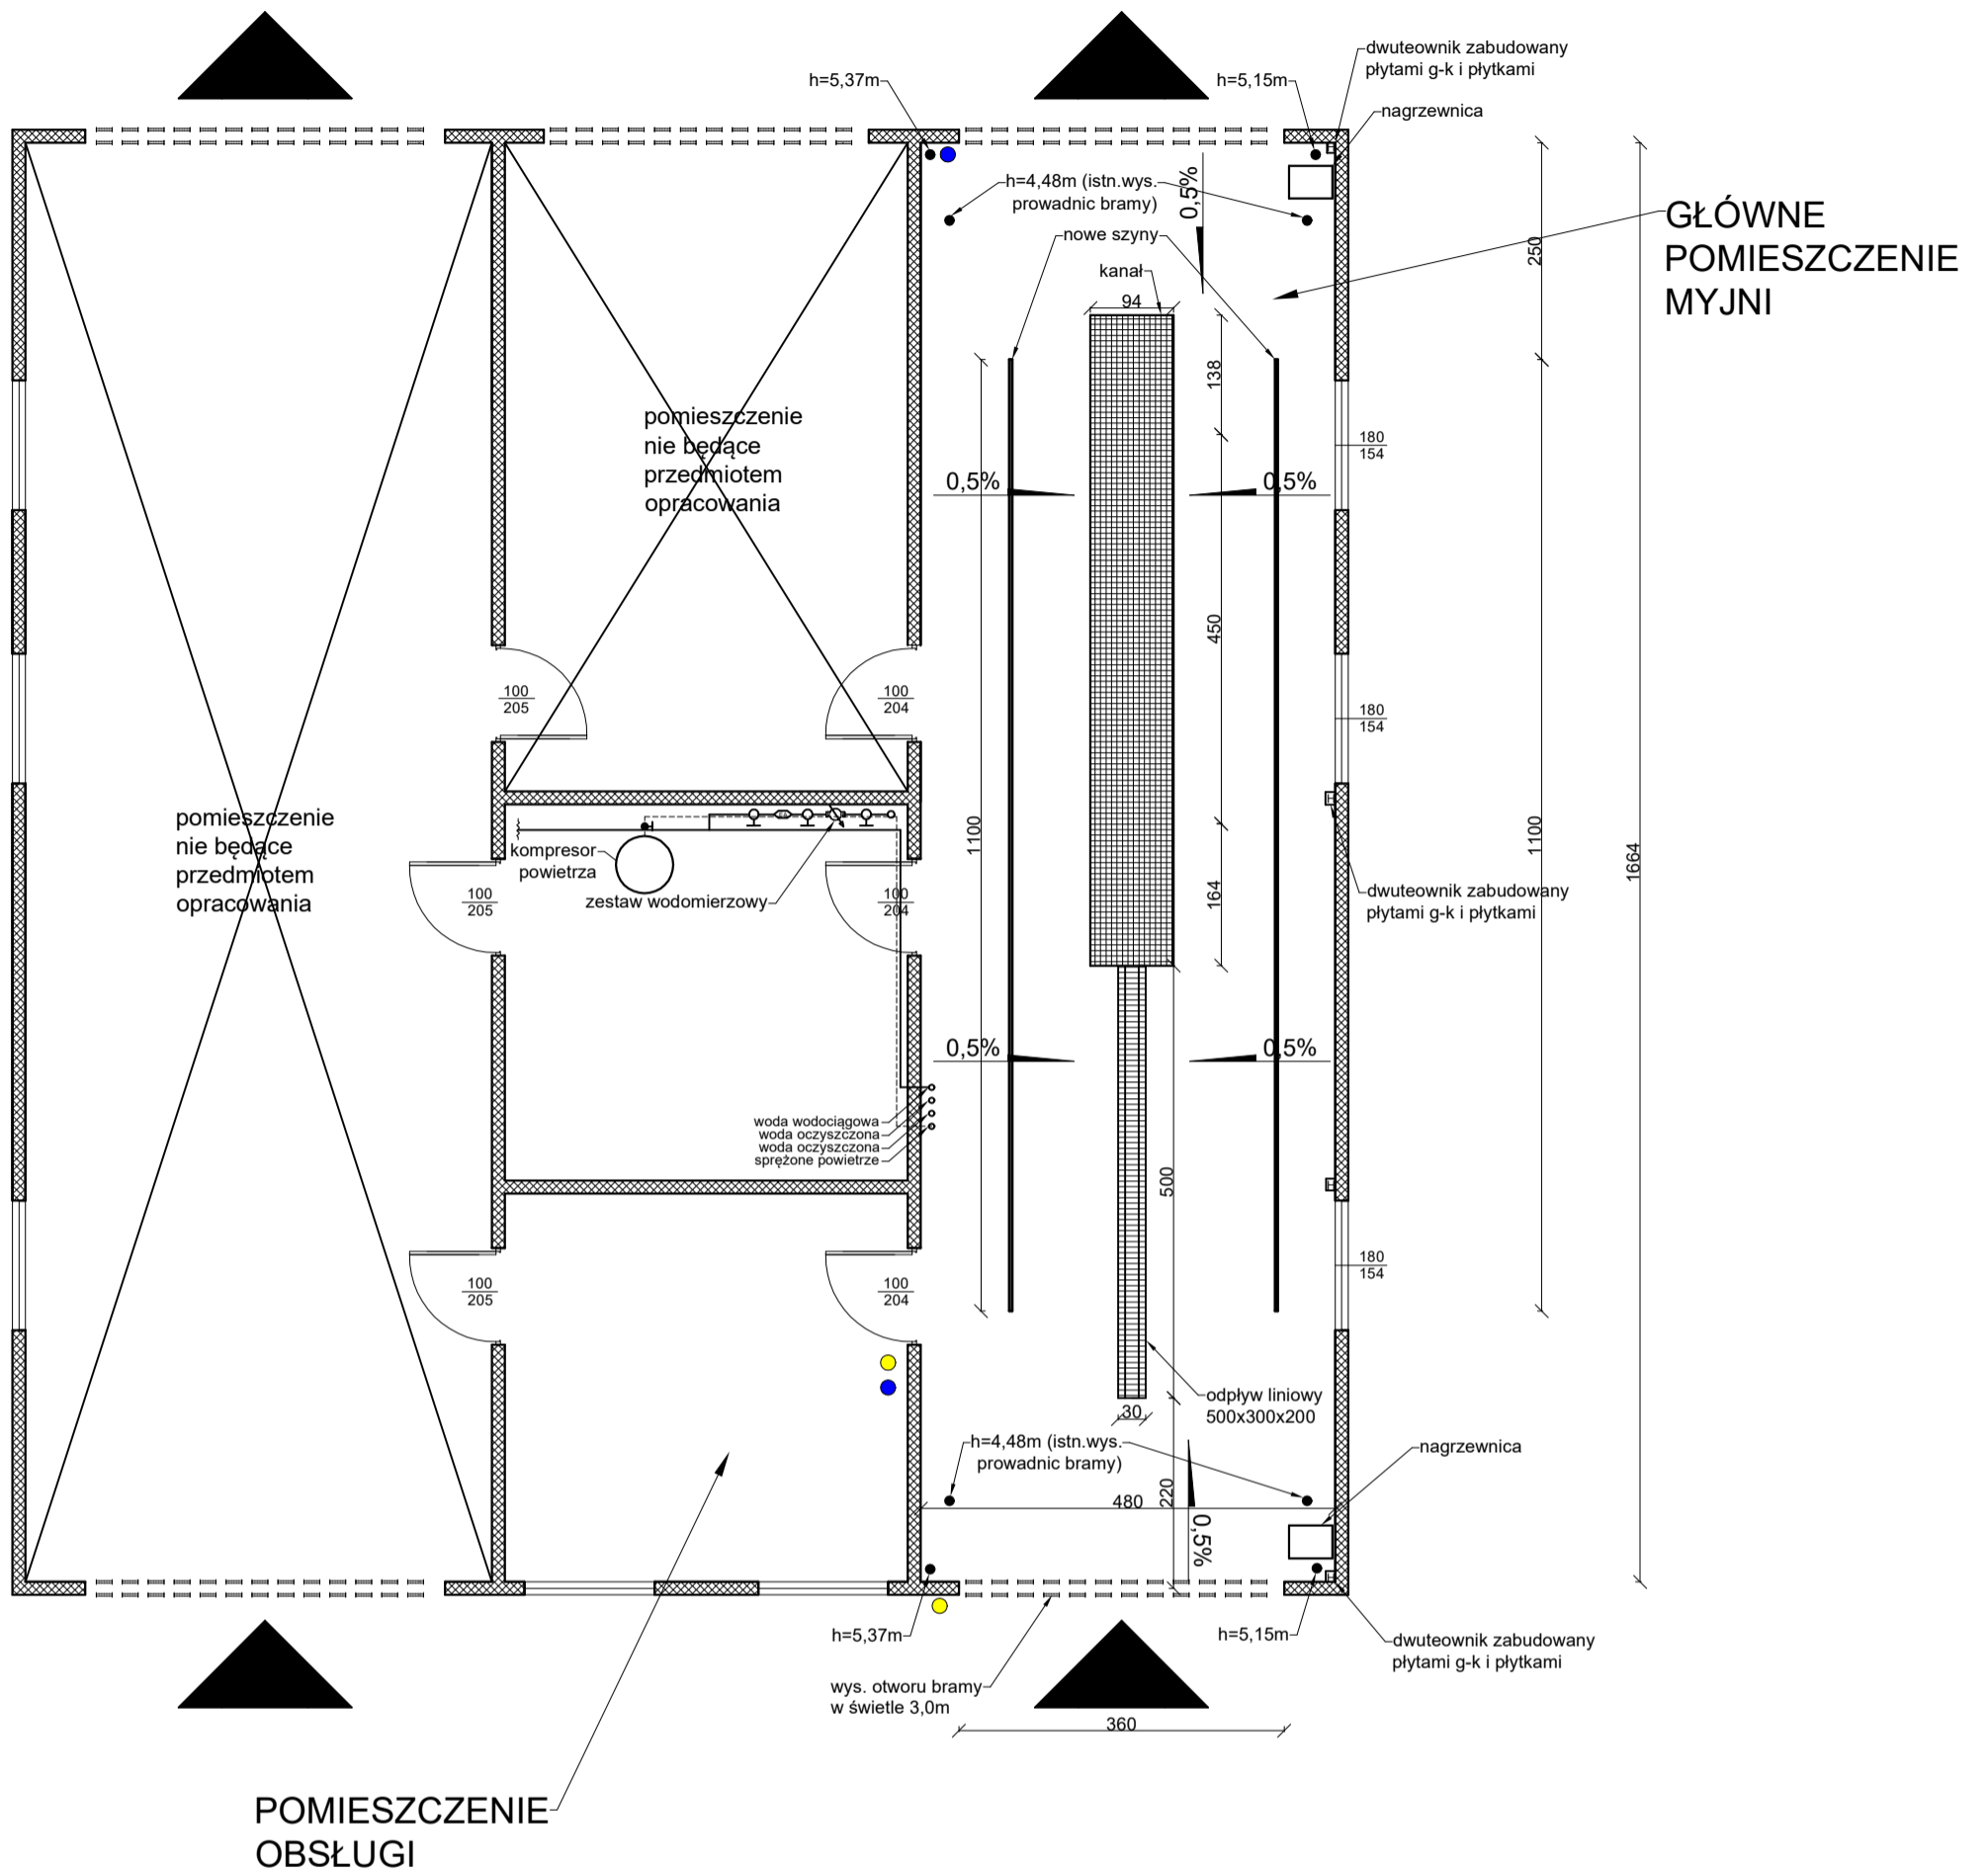 dwuteownik zabudowany
płytami g-k i płytkami
h=5,37m
h=5,15m
nagrzewnica
h=4,48m (istn.wys.
prowadnic bramy)
0,5%
GŁÓWNE
POMIESZCZENIE
MYJNI
nowe szyny
250
kanał
94
138
pomieszczenie
nie będące
przedmiotem
opracowania
180
154
0,5%
0,5%
450
100
205
100
204
180
154
pomieszczenie
nie będące
przedmiotem
opracowania
kompresor
powietrza
zestaw wodomierzowy
100
205
100
204
1100
164
1100
1664
dwuteownik zabudowany
płytami g-k i płytkami
0,5%
0,5%
woda wodociągowa
woda oczyszczona
woda oczyszczona
sprężone powietrze
500
100
205
100
204
180
154
odpływ liniowy
500x300x200
30
h=4,48m (istn.wys.
prowadnic bramy)
nagrzewnica
220
480
0,5%
h=5,37m
h=5,15m
dwuteownik zabudowany
płytami g-k i płytkami
wys. otworu bramy
w świetle 3,0m
360
POMIESZCZENIE
OBSŁUGI